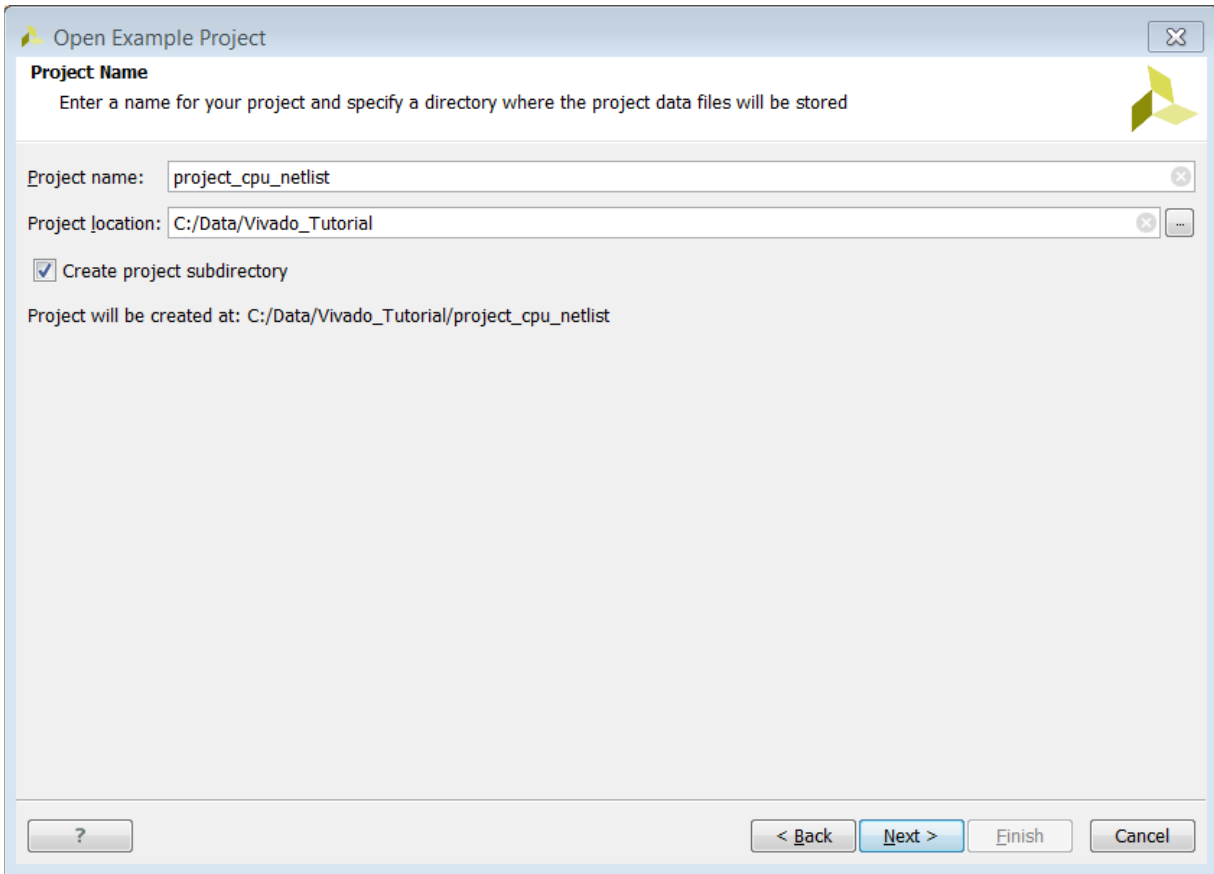 Open Example Project
Project Name
Enter a name for your project and specify a directory where the project data files will be stored
Project name: project_cpu_netlist
Project location: C:/Data/Vivado_Tutorial ...
Create project subdirectory
Project will be created at: C:/Data/Vivado_Tutorial/project_cpu_netlist
? < Back Next > Finish Cancel